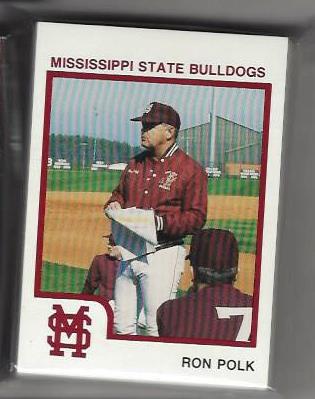 MISSISSIPPI STATE BULLDOGS
7
MS
RON POLK